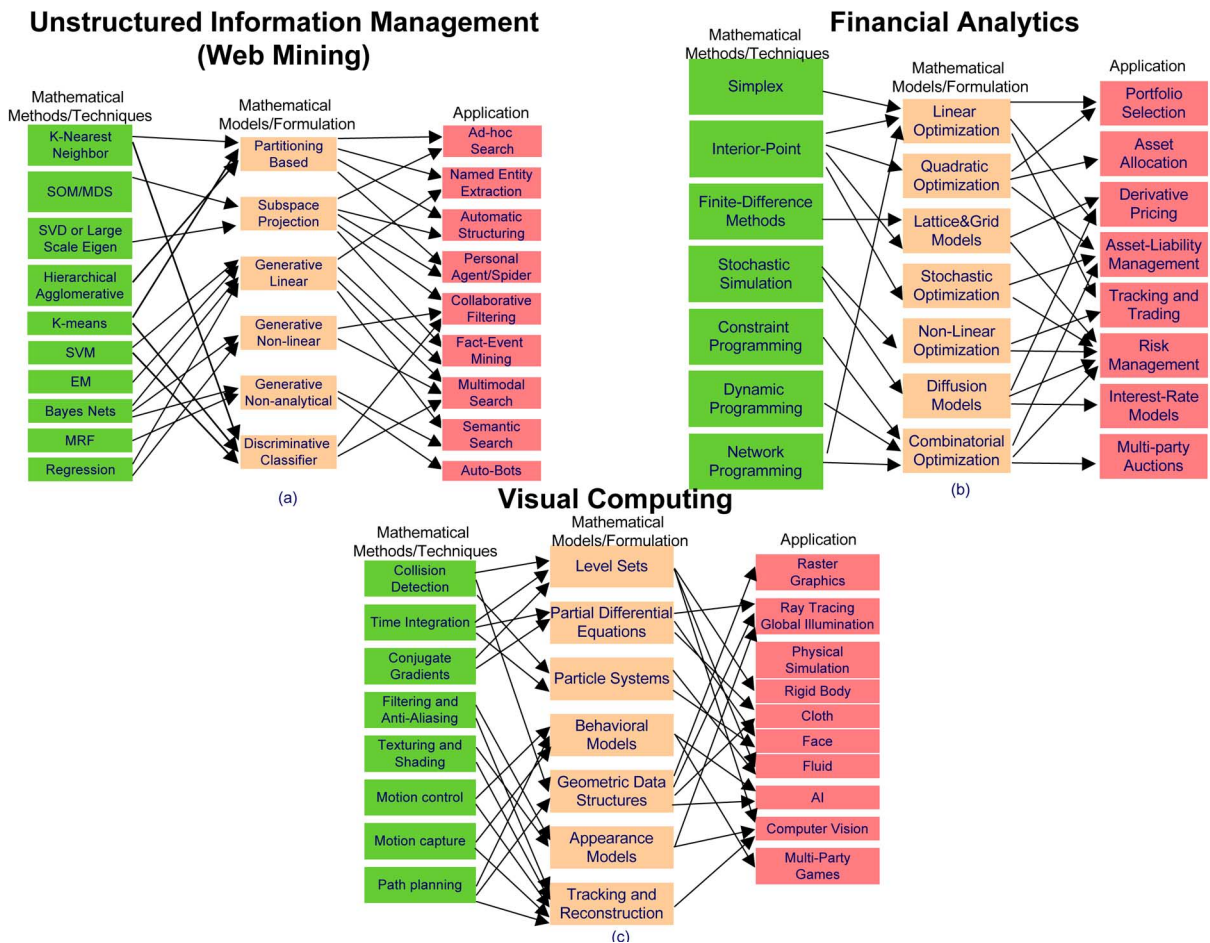 Unstructured Information Management
(Web Mining)
Mathematical
Methods/Techniques
K-Nearest
Neighbor
SOM/MDS
SVD or Large
Scale Eigen
Hierarchical
Agglomerative
K-means
SVM
EM
Bayes Nets
MRF
Regression
Mathematical
Models/Formulation
Partitioning
Based
Subspace
Projection
Generative
Linear
Generative
Non-linear
Generative
Non-analytical
Discriminative
Classifier
Application
Ad-hoc
Search
Named Entity
Extraction
Automatic
Structuring
Personal
Agent/Spider
Collaborative
Filtering
Fact-Event
Mining
Multimodal
Search
Semantic
Search
Auto-Bots
(a)
Financial Analytics
Mathematical
Methods/Techniques
Simplex
Interior-Point
Finite-Difference
Methods
Stochastic
Simulation
Constraint
Programming
Dynamic
Programming
Network
Programming
Mathematical
Models/Formulation
Linear
Optimization
Quadratic
Optimization
Lattice&Grid
Models
Stochastic
Optimization
Non-Linear
Optimization
Diffusion
Models
Combinatorial
Optimization
Application
Portfolio
Selection
Asset
Allocation
Derivative
Pricing
Asset-Liability
Management
Tracking and
Trading
Risk
Management
Interest-Rate
Models
Multi-party
Auctions
(b)
Visual Computing
Mathematical
Methods/Techniques
Collision
Detection
Time Integration
Conjugate
Gradients
Filtering and
Anti-Aliasing
Texturing and
Shading
Motion control
Motion capture
Path planning
Mathematical
Models/Formulation
Level Sets
Partial Differential
Equations
Particle Systems
Behavioral
Models
Geometric Data
Structures
Appearance
Models
Tracking and
Reconstruction
Application
Raster
Graphics
Ray Tracing
Global Illumination
Physical
Simulation
Rigid Body
Cloth
Face
Fluid
AI
Computer Vision
Multi-Party
Games
(c)